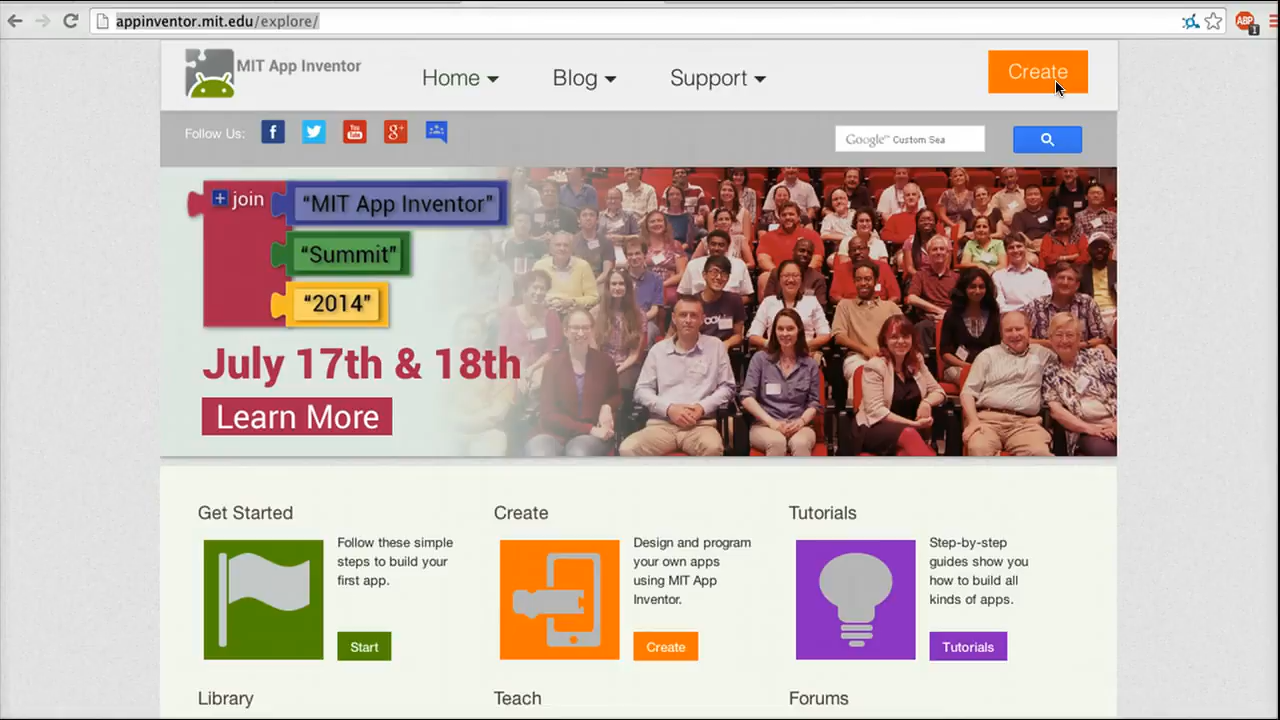 appinventor.mit.edu/explore/
ABP
1
MIT App Inventor
Home
Blog
Support
Create
Follow Us:
Google™ Custom Sea
join
"MIT App Inventor"
"Summit"
"2014"
July 17th & 18th
Learn More
Get Started
Follow these simple
steps to build your
first app.
Start
Create
Design and program
your own apps
using MIT App
Inventor.
Create
Tutorials
Step-by-step
guides show you
how to build all
kinds of apps.
Tutorials
Library
Teach
Forums